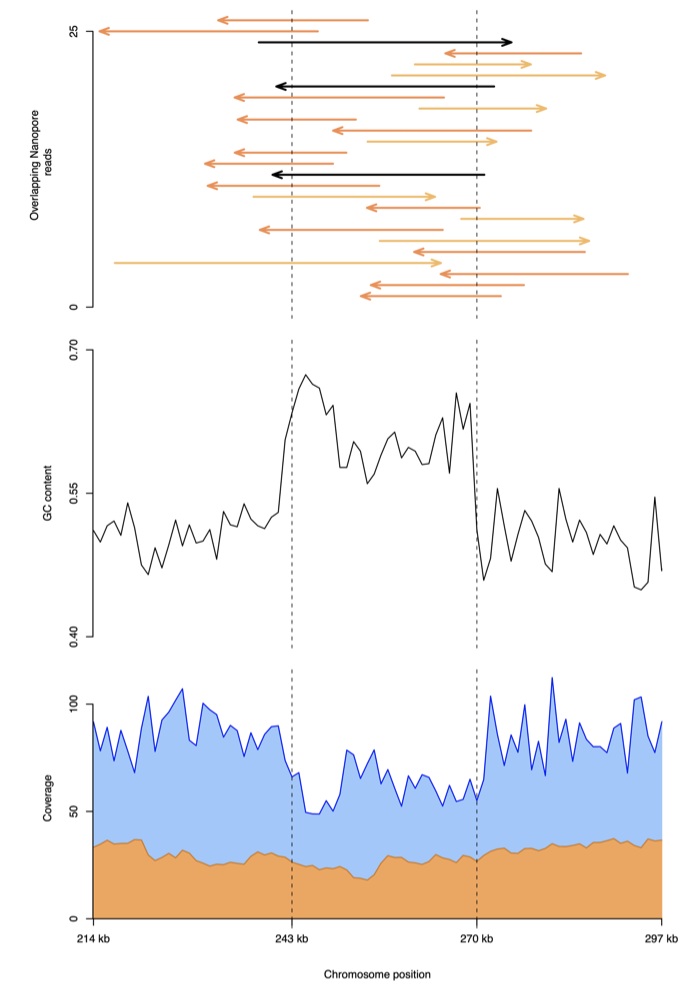 25
Overlapping Nanopore
reads
0
0.70
GC content
0.55
0.40
100
Coverage
50
0
214 kb
243 kb
270 kb
297 kb
Chromosome position